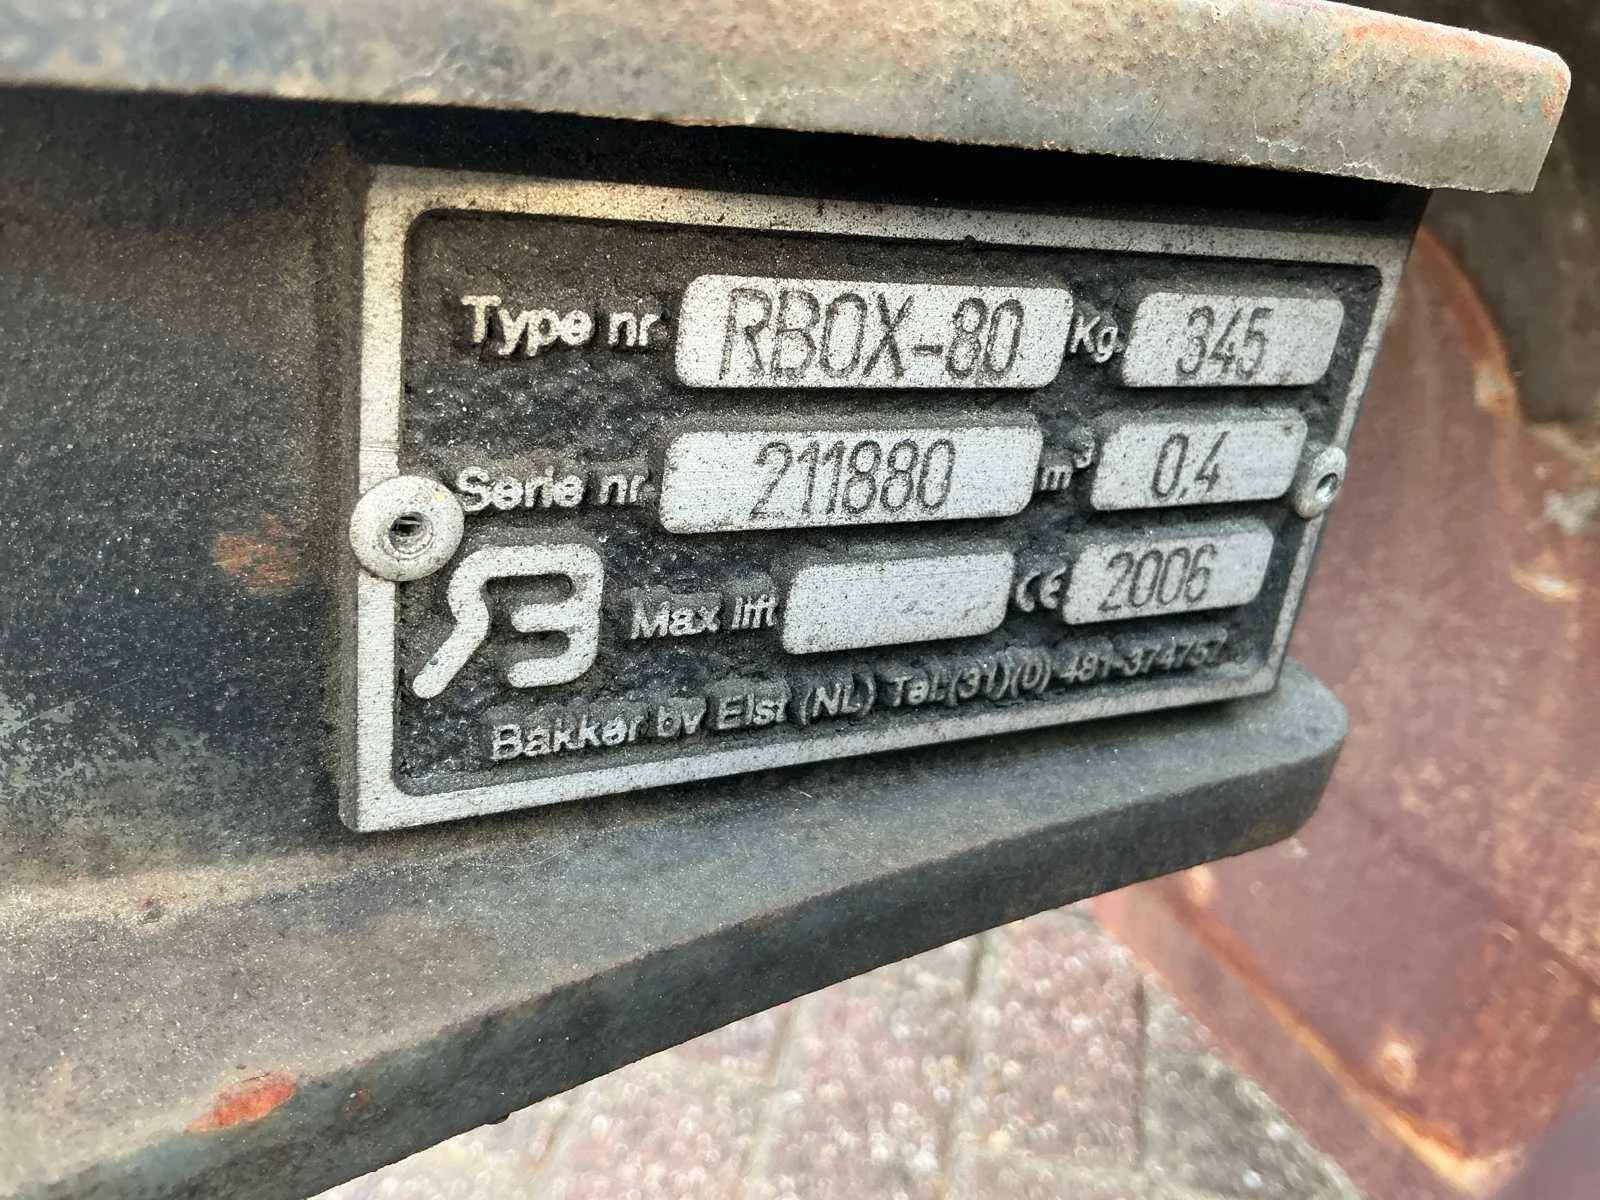 Type nr RBOX-80 Kg. 345
Serie nr 211880 m³ 0,4
Max lift CE 2006
Bakker bv Elst (NL) Tel.(31)(0)-481-374757